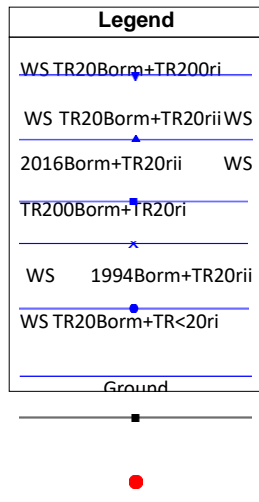 Legend
WS TR20Borm+TR200ri
WS TR20Borm+TR20rii WS
2016Borm+TR20rii WS
TR200Borm+TR20ri
WS 1994Borm+TR20rii
WS TR20Borm+TR<20ri
Ground